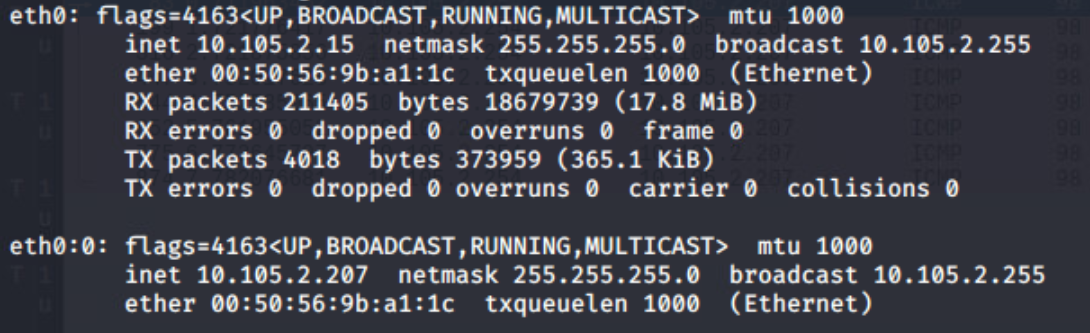 eth0: flags=4163<UP,BROADCAST,RUNNING,MULTICAST>  mtu 1000
inet 10.105.2.15  netmask 255.255.255.0  broadcast 10.105.2.255
ether 00:50:56:9b:a1:1c  txqueuelen 1000  (Ethernet)
RX packets 211405  bytes 18679739 (17.8 MiB)
RX errors 0  dropped 0  overruns 0  frame 0
TX packets 4018  bytes 373959 (365.1 KiB)
TX errors 0  dropped 0 overruns 0  carrier 0  collisions 0
eth0:0: flags=4163<UP,BROADCAST,RUNNING,MULTICAST>  mtu 1000
inet 10.105.2.207  netmask 255.255.255.0  broadcast 10.105.2.255
ether 00:50:56:9b:a1:1c  txqueuelen 1000  (Ethernet)